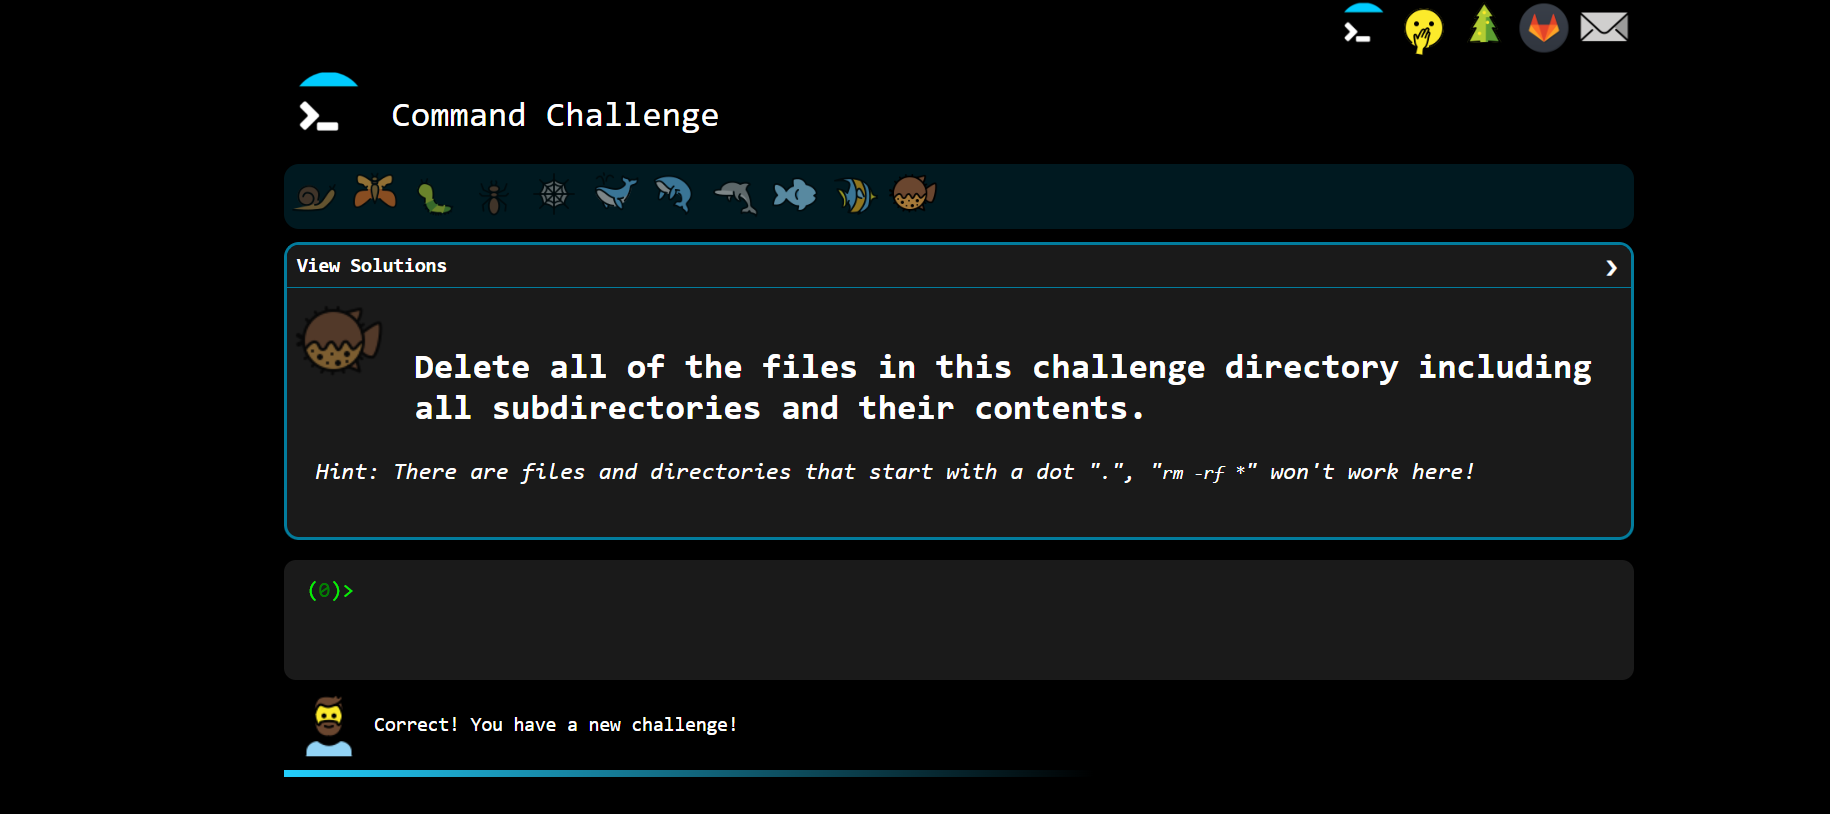 Command Challenge
View Solutions
Delete all of the files in this challenge directory including
all subdirectories and their contents.
Hint: There are files and directories that start with a dot ".", "rm -rf *" won't work here!
(0)>
Correct! You have a new challenge!